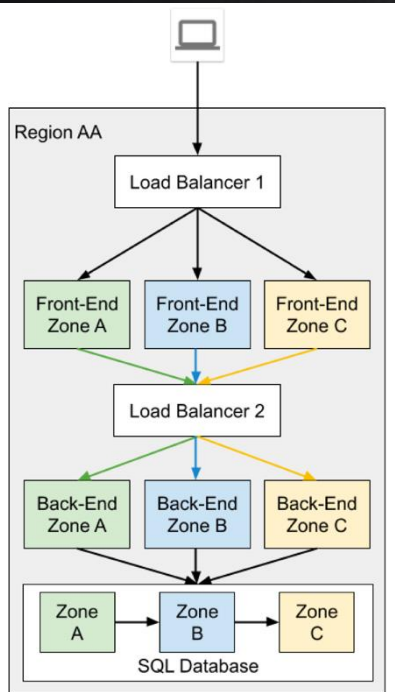 Region AA
Load Balancer 1
Front-End
Zone A
Front-End
Zone B
Front-End
Zone C
Load Balancer 2
Back-End
Zone A
Back-End
Zone B
Back-End
Zone C
Zone
A
Zone
B
Zone
C
SQL Database